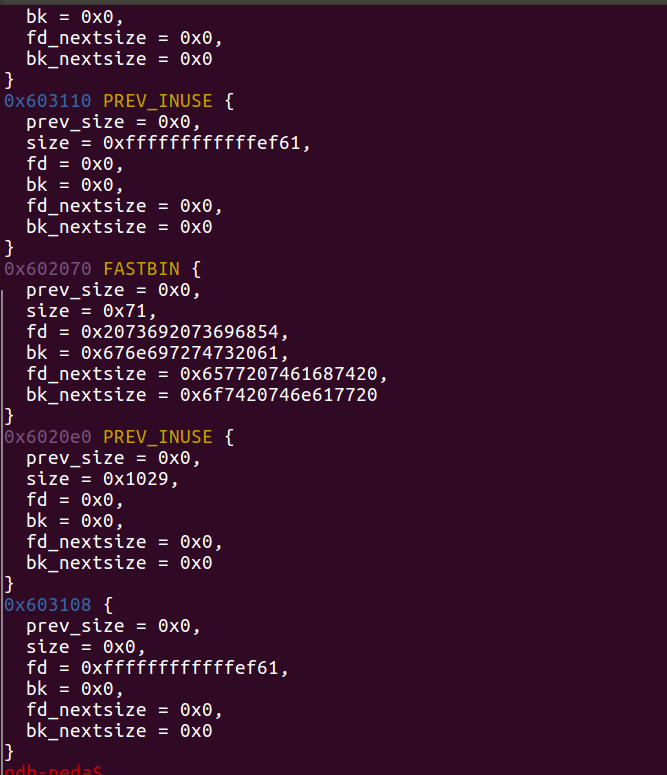 bk = 0x0,
fd_nextsize = 0x0,
bk_nextsize = 0x0
}
0x603110 PREV_INUSE {
prev_size = 0x0,
size = 0xffffffffffffef61,
fd = 0x0,
bk = 0x0,
fd_nextsize = 0x0,
bk_nextsize = 0x0
}
0x602070 FASTBIN {
prev_size = 0x0,
size = 0x71,
fd = 0x2073692073696854,
bk = 0x676e697274732061,
fd_nextsize = 0x6577207461687420,
bk_nextsize = 0x6f7420746e617720
}
0x6020e0 PREV_INUSE {
prev_size = 0x0,
size = 0x1029,
fd = 0x0,
bk = 0x0,
fd_nextsize = 0x0,
bk_nextsize = 0x0
}
0x603108 {
prev_size = 0x0,
size = 0x0,
fd = 0xffffffffffffef61,
bk = 0x0,
fd_nextsize = 0x0,
bk_nextsize = 0x0
}
gdb-peda$